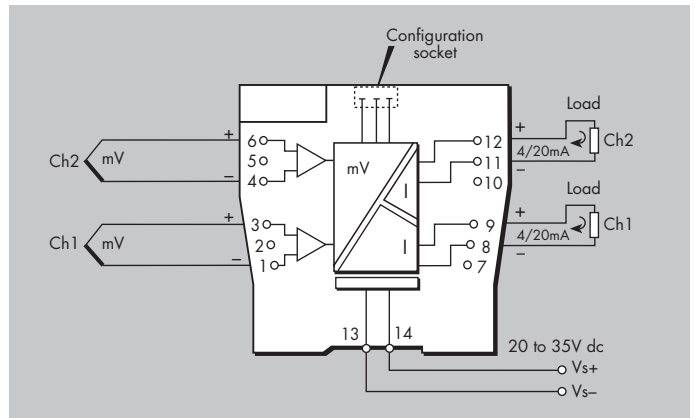 Configuration
socket
Load
+ 6 12 +
Ch2 mV 5 mV 11 4/20mA Ch2
– 4 I 10 –
Load
+ 3 9 +
Ch1 mV 2 I 8 4/20mA Ch1
– 1 7 –
13 14 20 to 35V dc
Vs+
Vs–